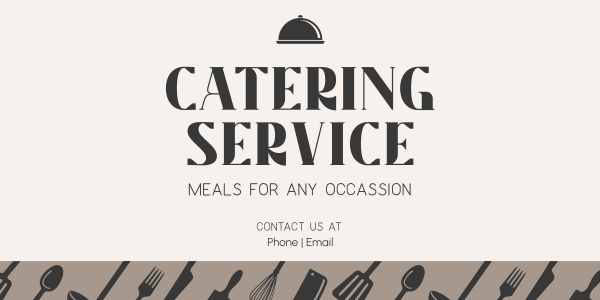 CATERING
SERVICE
MEALS FOR ANY OCCASSION
CONTACT US AT
Phone | Email